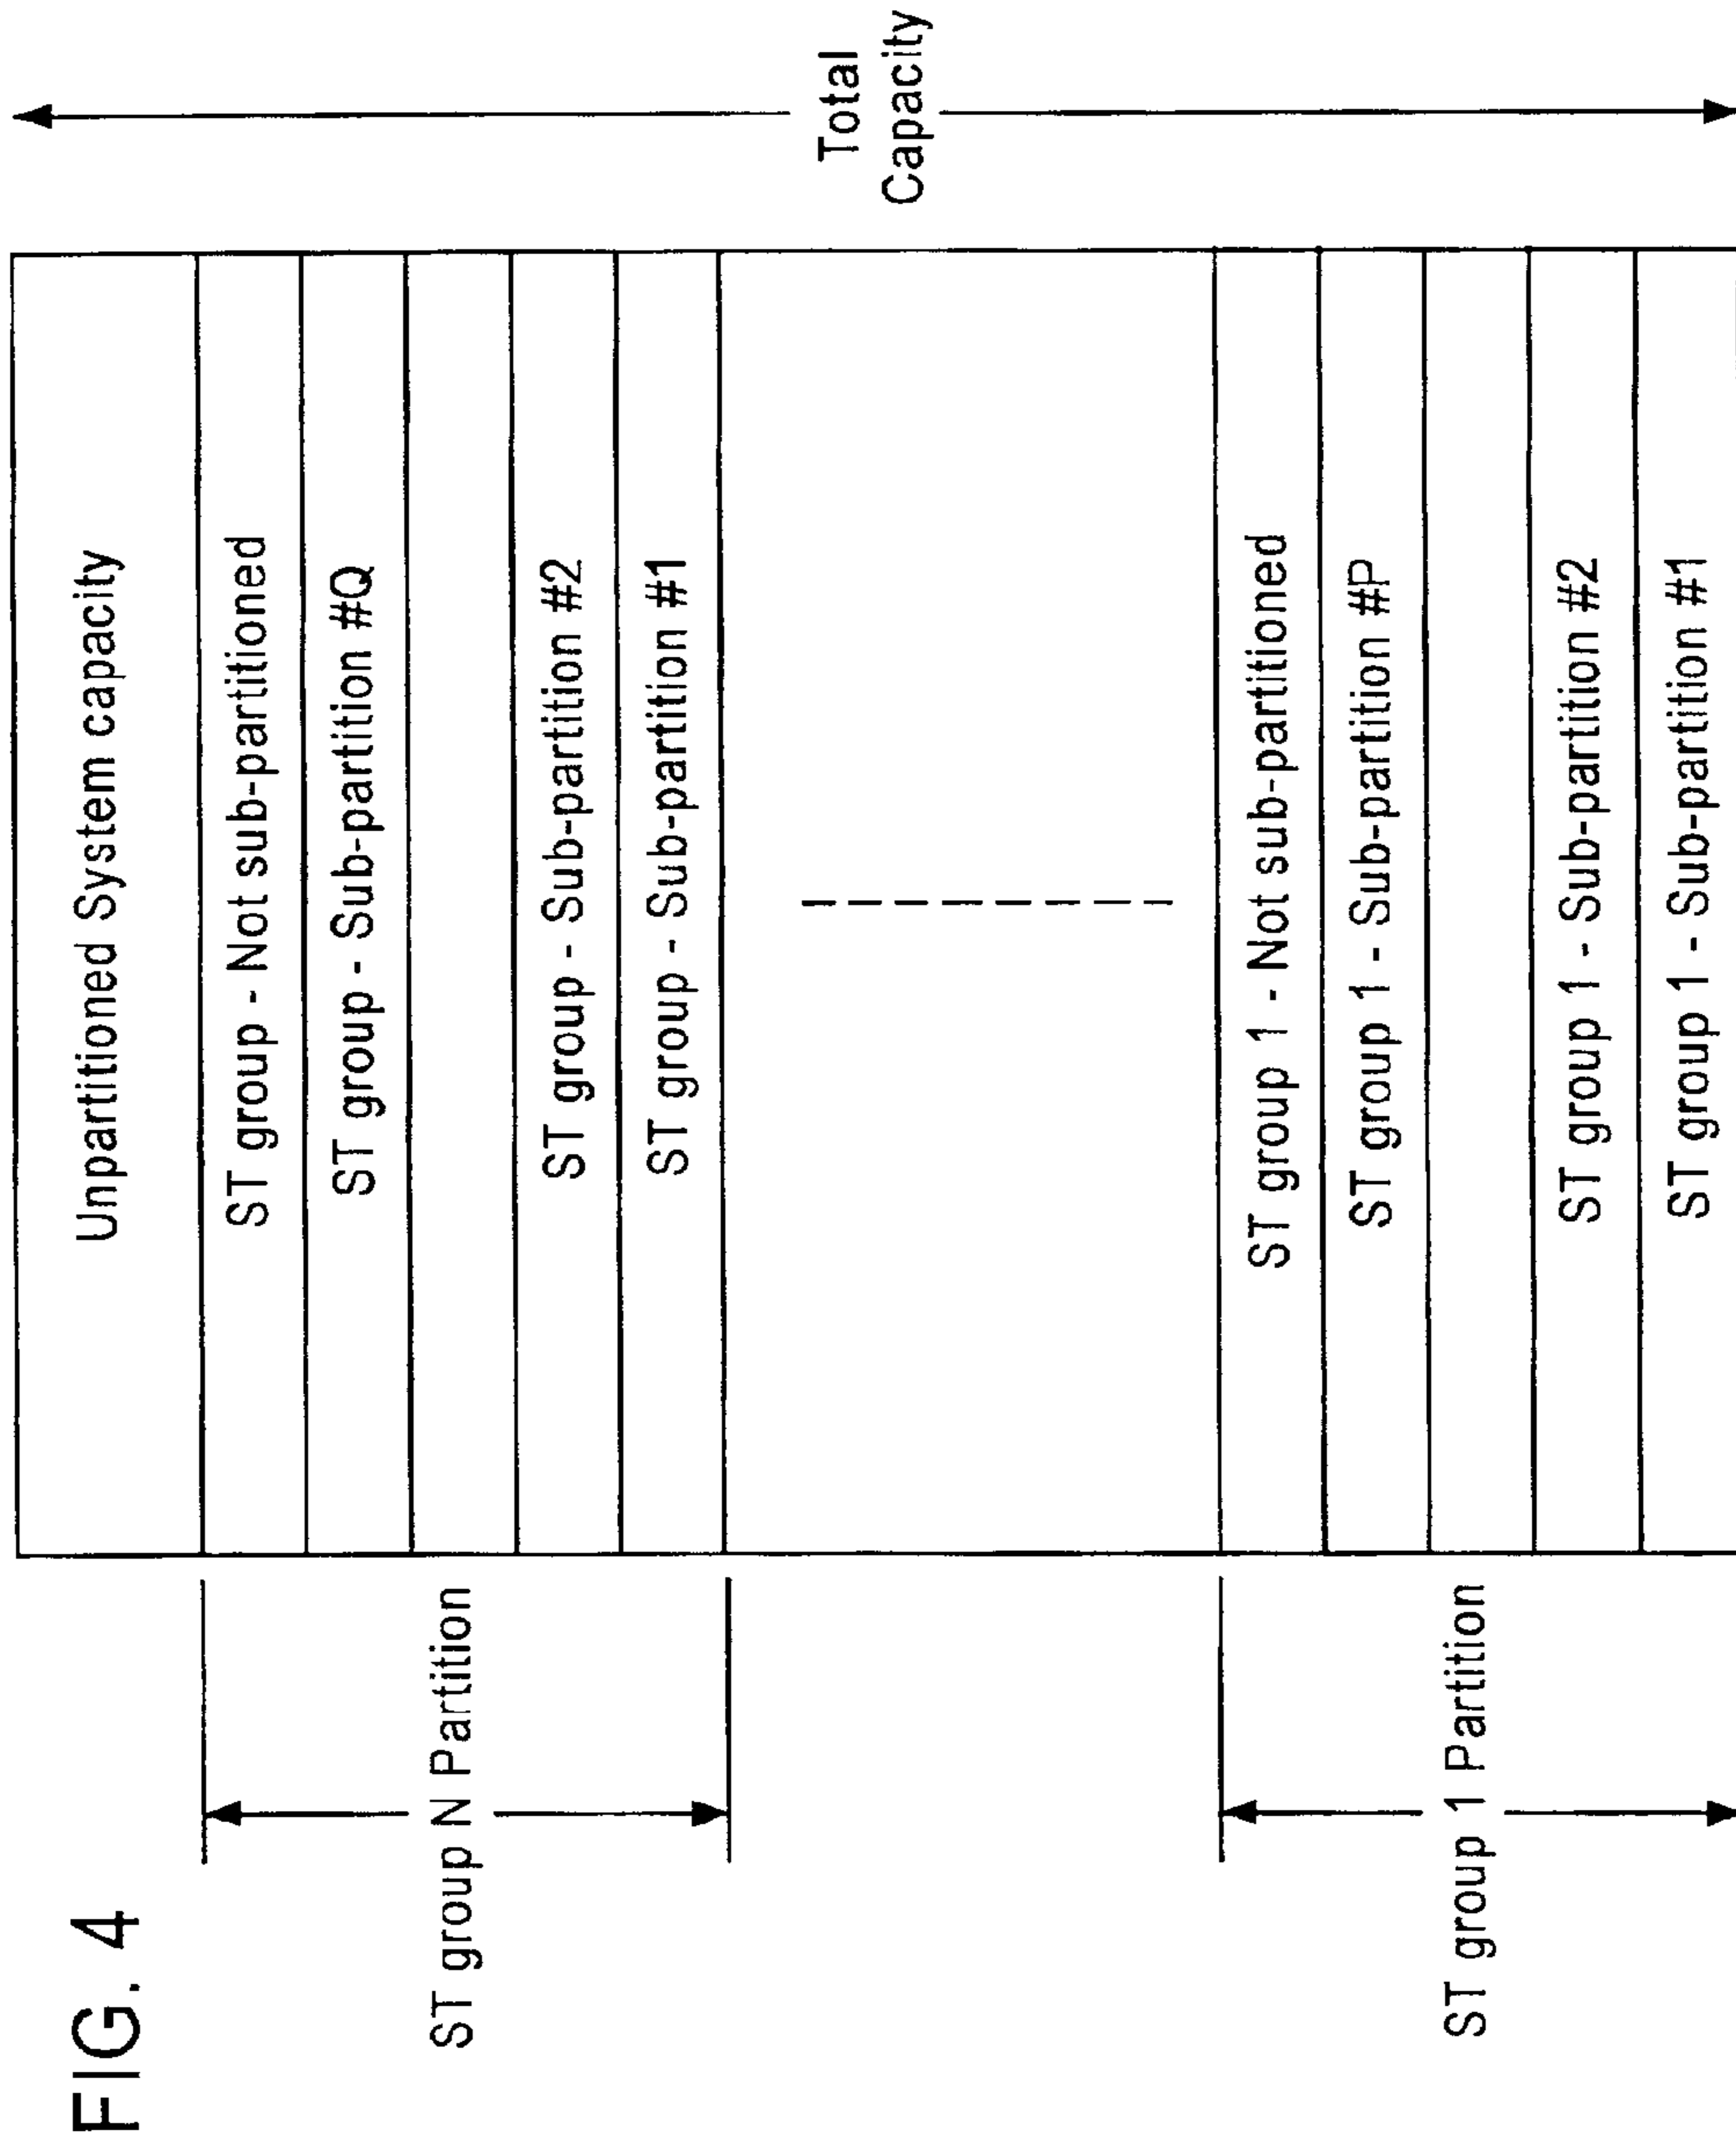 FIG. 4
Unpartitioned System capacity
ST group - Not sub-partitioned
ST group - Sub-partition #Q
ST group - Sub-partition #2
ST group - Sub-partition #1
ST group N Partition
Total
Capacity
ST group 1 - Not sub-partitioned
ST group 1 - Sub-partition #P
ST group 1 - Sub-partition #2
ST group 1 - Sub-partition #1
ST group 1 Partition